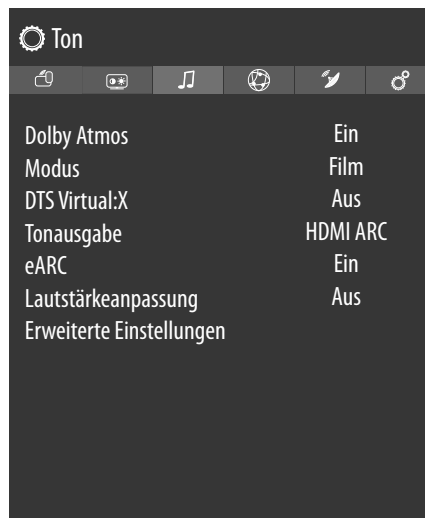 Ton
Dolby Atmos Ein
Modus Film
DTS Virtual:X Aus
Tonausgabe HDMI ARC
eARC Ein
Lautstärkeanpassung Aus
Erweiterte Einstellungen